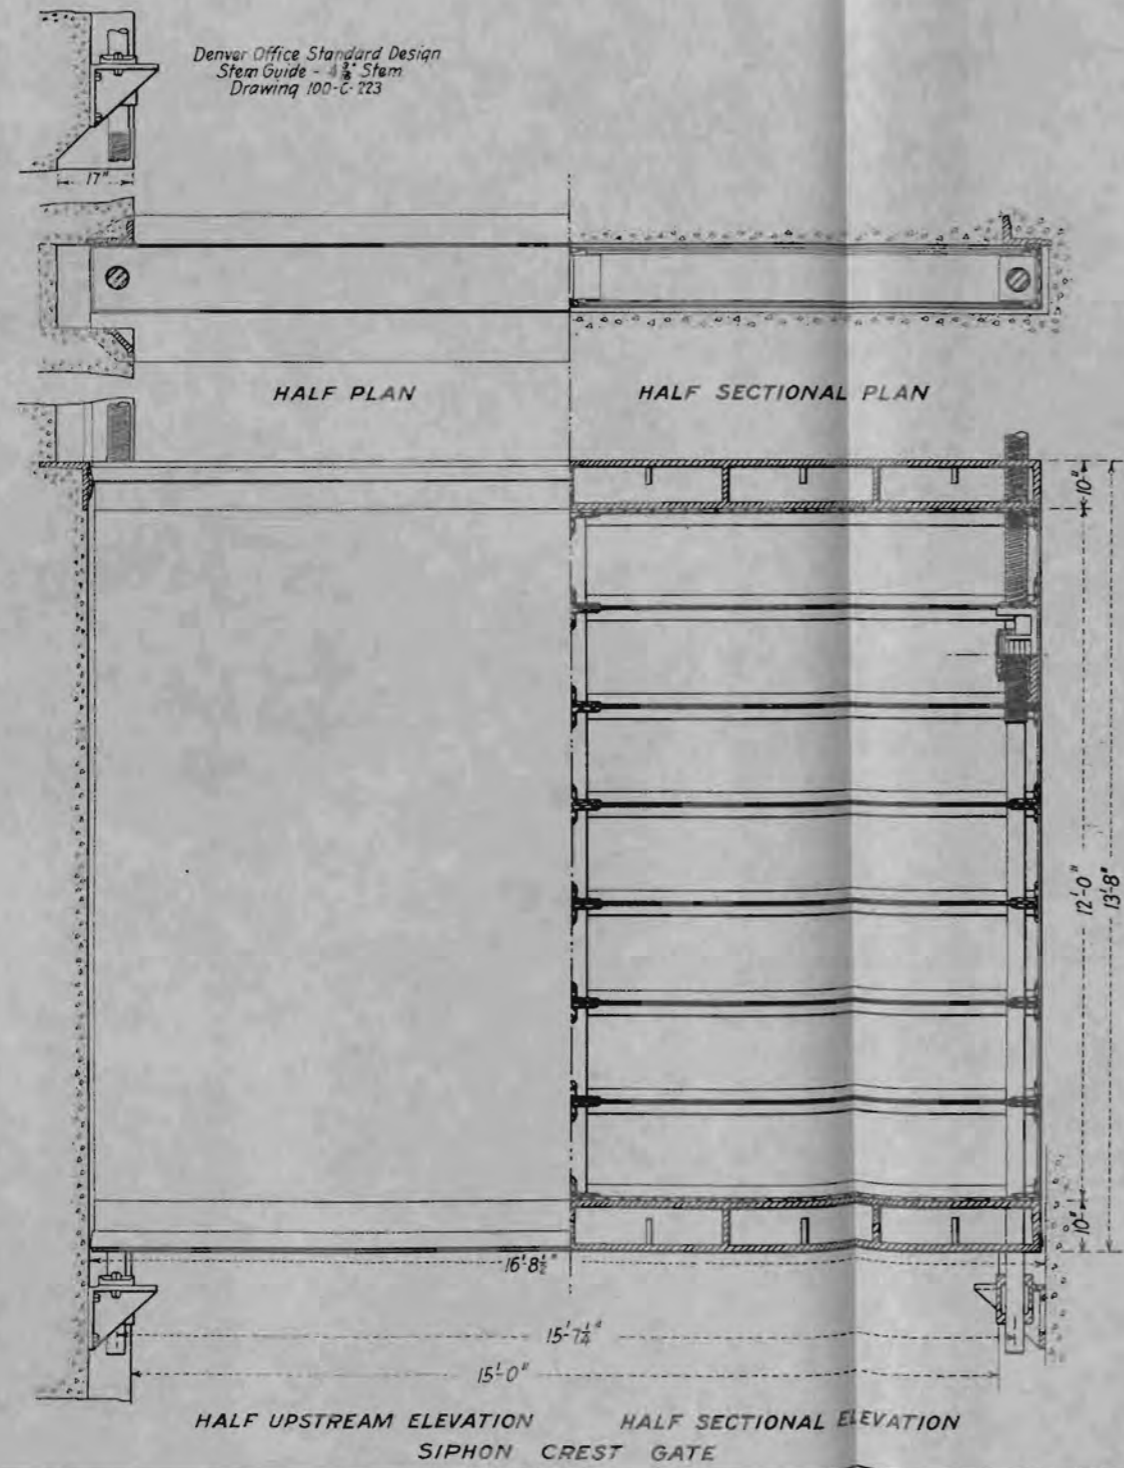 Denver Office Standard Design
Stem Guide - 4⅜" Stem
Drawing 100-C-223
17"
HALF PLAN
HALF SECTIONAL PLAN
10"
12'-0"
13'-8"
10"
16'-8½"
15'-7¼"
15'-0"
HALF UPSTREAM ELEVATION
HALF SECTIONAL ELEVATION
SIPHON CREST GATE